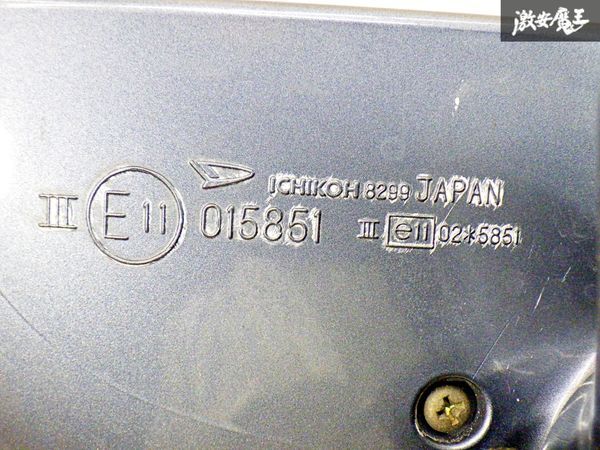 激安魔王
ICHIKOH 8299 JAPAN
III E11 015851
III e11 02*5851